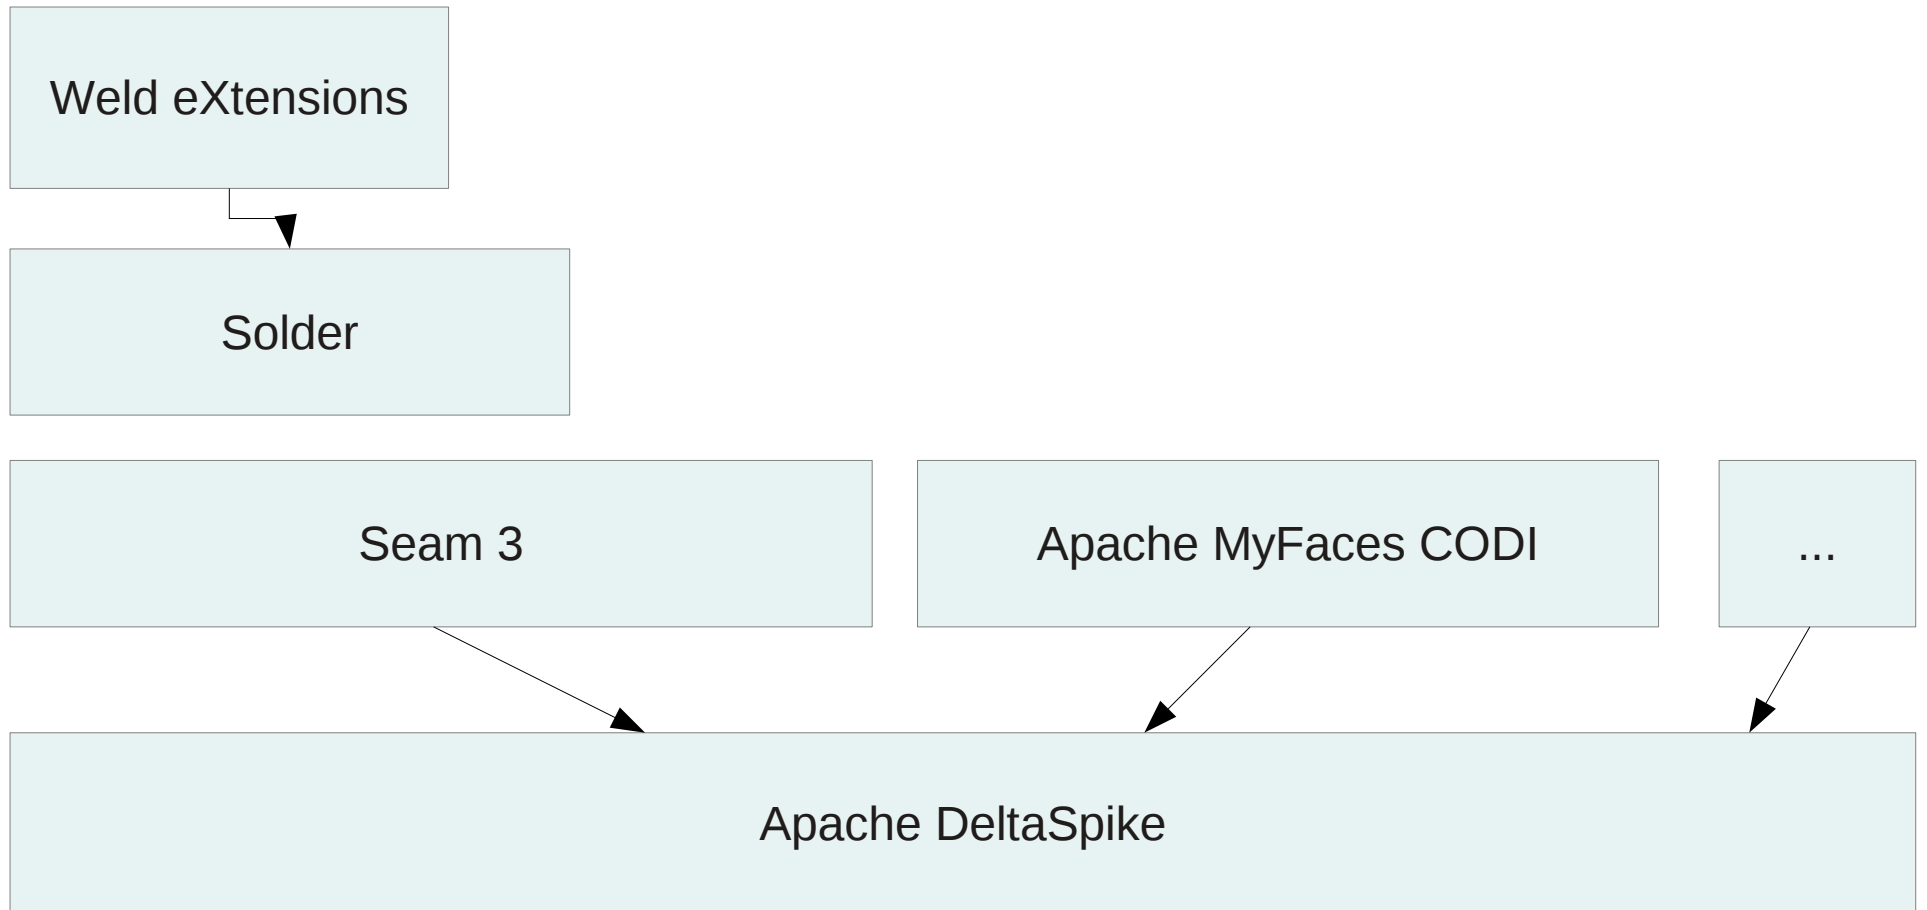 Weld eXtensions
Solder
Seam 3
Apache MyFaces CODI
...
Apache DeltaSpike